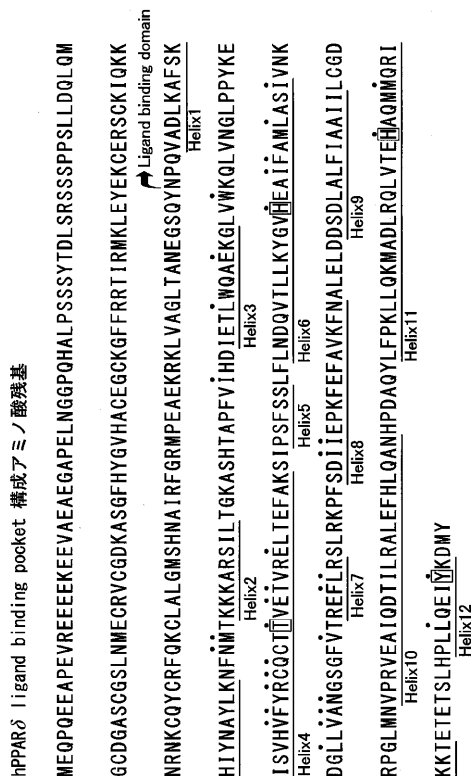 hPPARδ ligand binding pocket 構成アミノ酸残基
MEQPQEEAPEVREEEEKEEVAEAEGAPELNGGPQHALPSSSYTDLSRSSSPPSLLDQLQM
GCDGASCGSLNMECRVCGDKASGFHYGVHACEGCKGFFRRTIRMKLEYEKCERSCKIQKK
Ligand binding domain
NRNKCQYCRFQKCLALGMSHNAIRFGRMPEAEKRKLVAGLTANEGSQYNPQVADLKAFSK
Helix1
HIYNAYLKNFNMTKKKARSILTGKASHTAPFVIHDIETLWQAEKGLVWKQLVNGLPPYKE
Helix2 Helix3
ISVHVFYRCQCTTVETVRELTEFAKSIPSFSSLFLNDQVTLLKYGVHEAIFAMLASIVNK
Helix4 Helix5 Helix6
DGLLVANGSGFVTREFLRSLRKPFSDIIEPKFEFAVKFNALELDDSDLALFIAAIILCGD
Helix7 Helix8 Helix9
RPGLMNVPRVEAIQDTILRALEFHLQANHPDAQYLFPKLLQKMADLRQLVTEHAQMMQRI
Helix10 Helix11
KKTETETSLHPLLQEIYKDMY
Helix12